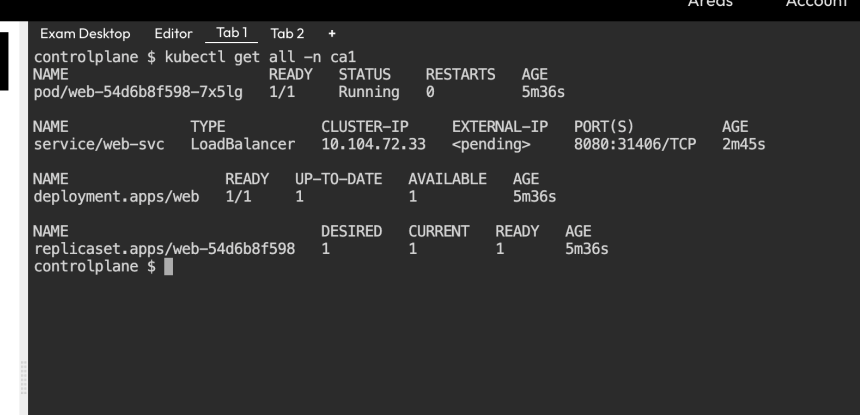 Areas Account
Exam Desktop Editor Tab 1 Tab 2 +
controlplane $ kubectl get all -n ca1
NAME READY STATUS RESTARTS AGE
pod/web-54d6b8f598-7x5lg 1/1 Running 0 5m36s
NAME TYPE CLUSTER-IP EXTERNAL-IP PORT(S) AGE
service/web-svc LoadBalancer 10.104.72.33 <pending> 8080:31406/TCP 2m45s
NAME READY UP-TO-DATE AVAILABLE AGE
deployment.apps/web 1/1 1 1 5m36s
NAME DESIRED CURRENT READY AGE
replicaset.apps/web-54d6b8f598 1 1 1 5m36s
controlplane $